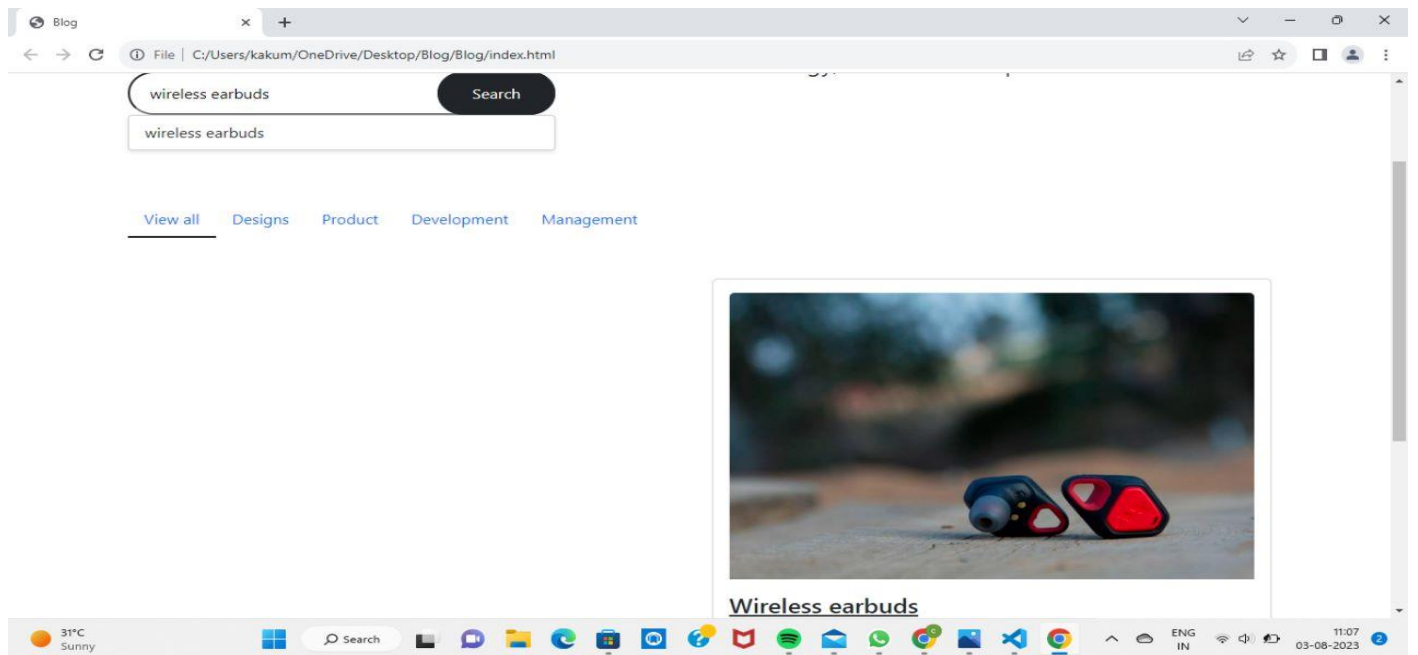 Blog
File | C:/Users/kakum/OneDrive/Desktop/Blog/Blog/index.html
wireless earbuds Search
wireless earbuds
View all Designs Product Development Management
Wireless earbuds
31°C
Sunny
Search
ENG
IN
11:07
03-08-2023
2